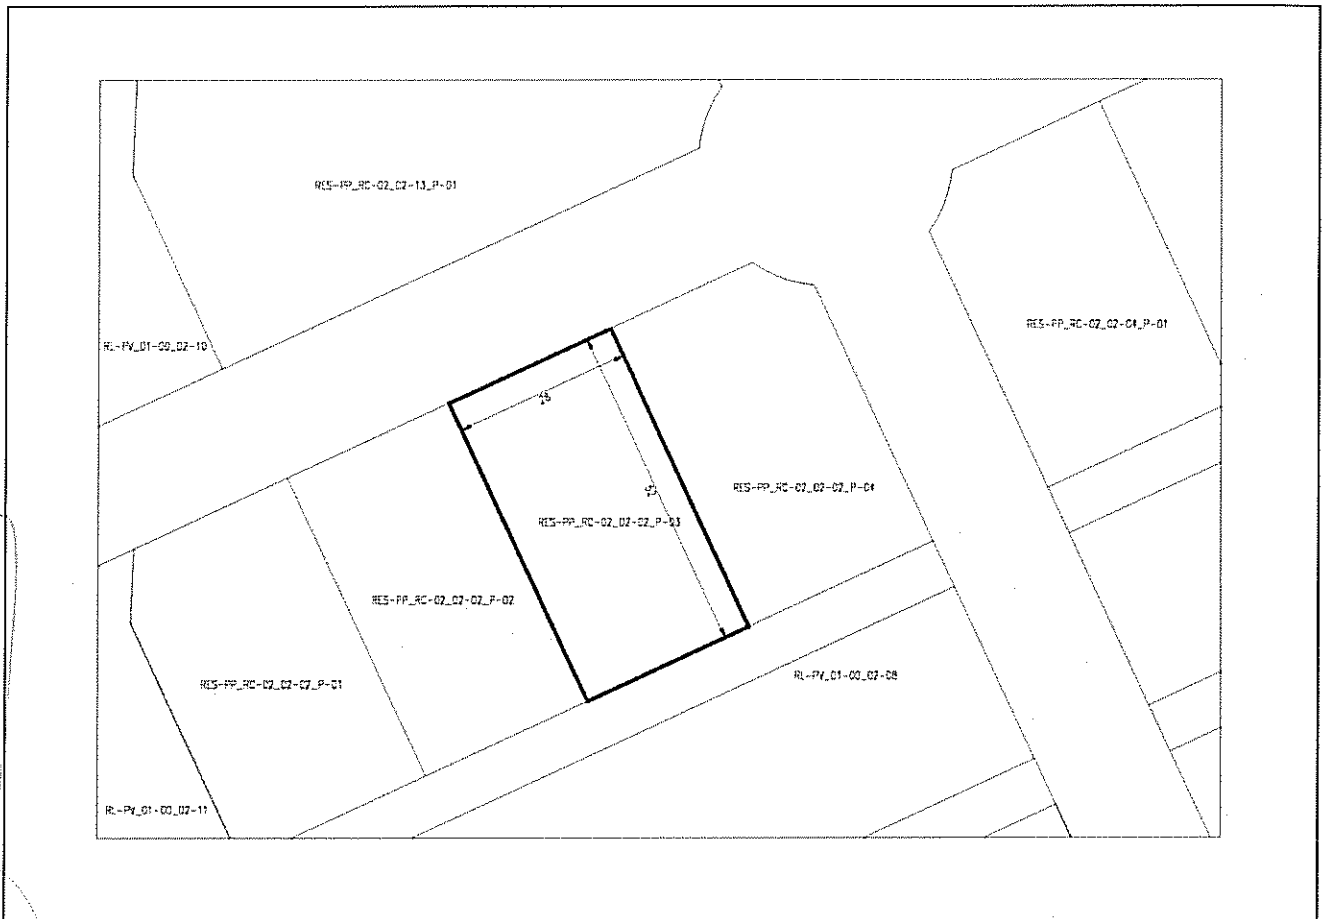 RES-PP_RC-02_02-13_P-01
RES-PP_RC-02_02-04_P-01
RL-PV_01-00_02-10
RES-PP_RC-02_02-02_P-04
RES-PP_RC-02_02-02_P-03
RES-PP_RC-02_02-02_P-02
RL-PV_01-00_02-08
RES-PP_RC-02_02-02_P-01
RL-PV_01-00_02-11